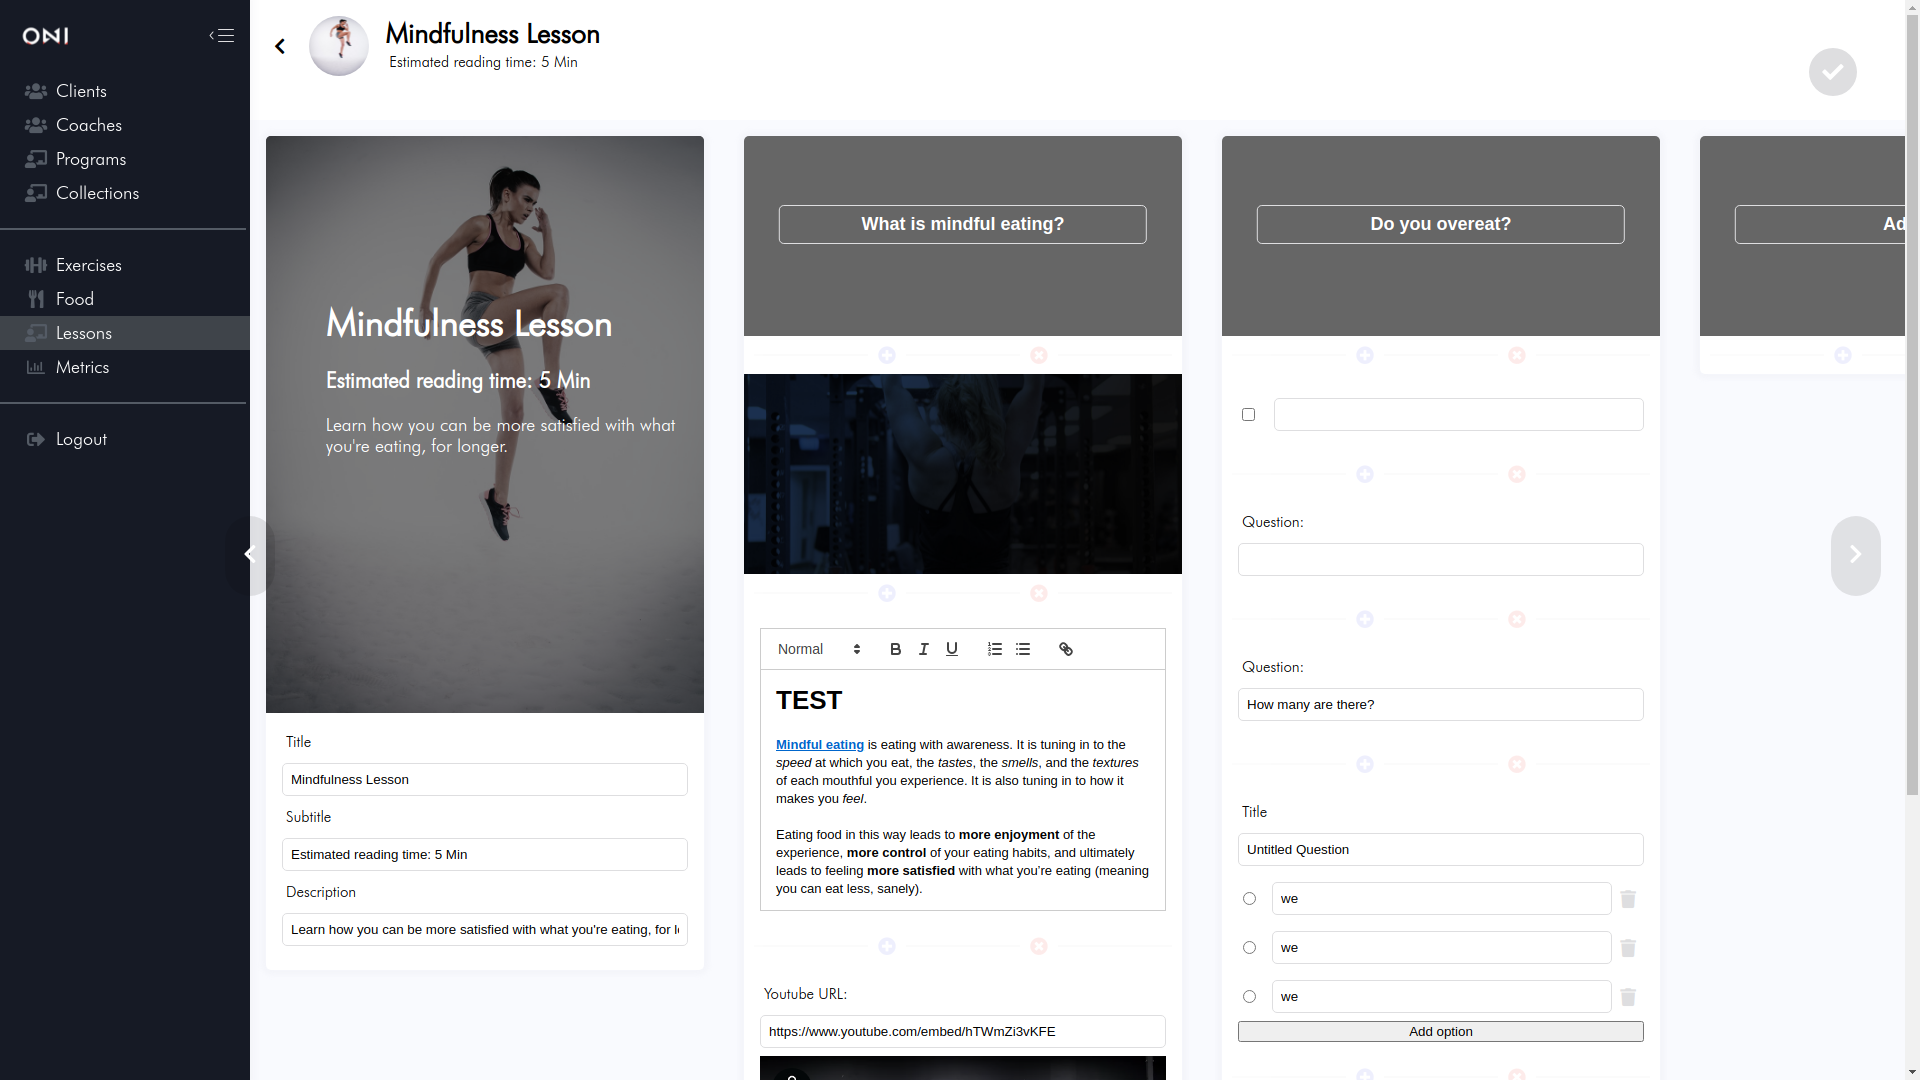 ONI
Clients
Coaches
Programs
Collections
Exercises
Food
Lessons
Metrics
Logout
Mindfulness Lesson
Estimated reading time: 5 Min
Mindfulness Lesson
Estimated reading time: 5 Min
Learn how you can be more satisfied with what
you're eating, for longer.
Title
Mindfulness Lesson
Subtitle
Estimated reading time: 5 Min
Description
Learn how you can be more satisfied with what you're eating, for l
What is mindful eating?
Normal
B I U
TEST
Mindful eating is eating with awareness. It is tuning in to the
speed at which you eat, the tastes, the smells, and the textures
of each mouthful you experience. It is also tuning in to how it
makes you feel.
Eating food in this way leads to more enjoyment of the
experience, more control of your eating habits, and ultimately
leads to feeling more satisfied with what you’re eating (meaning
you can eat less, sanely).
Youtube URL:
https://www.youtube.com/embed/hTWmZi3vKFE
Do you overeat?
Question:
Question:
How many are there?
Title
Untitled Question
we
we
we
Add option
Ad